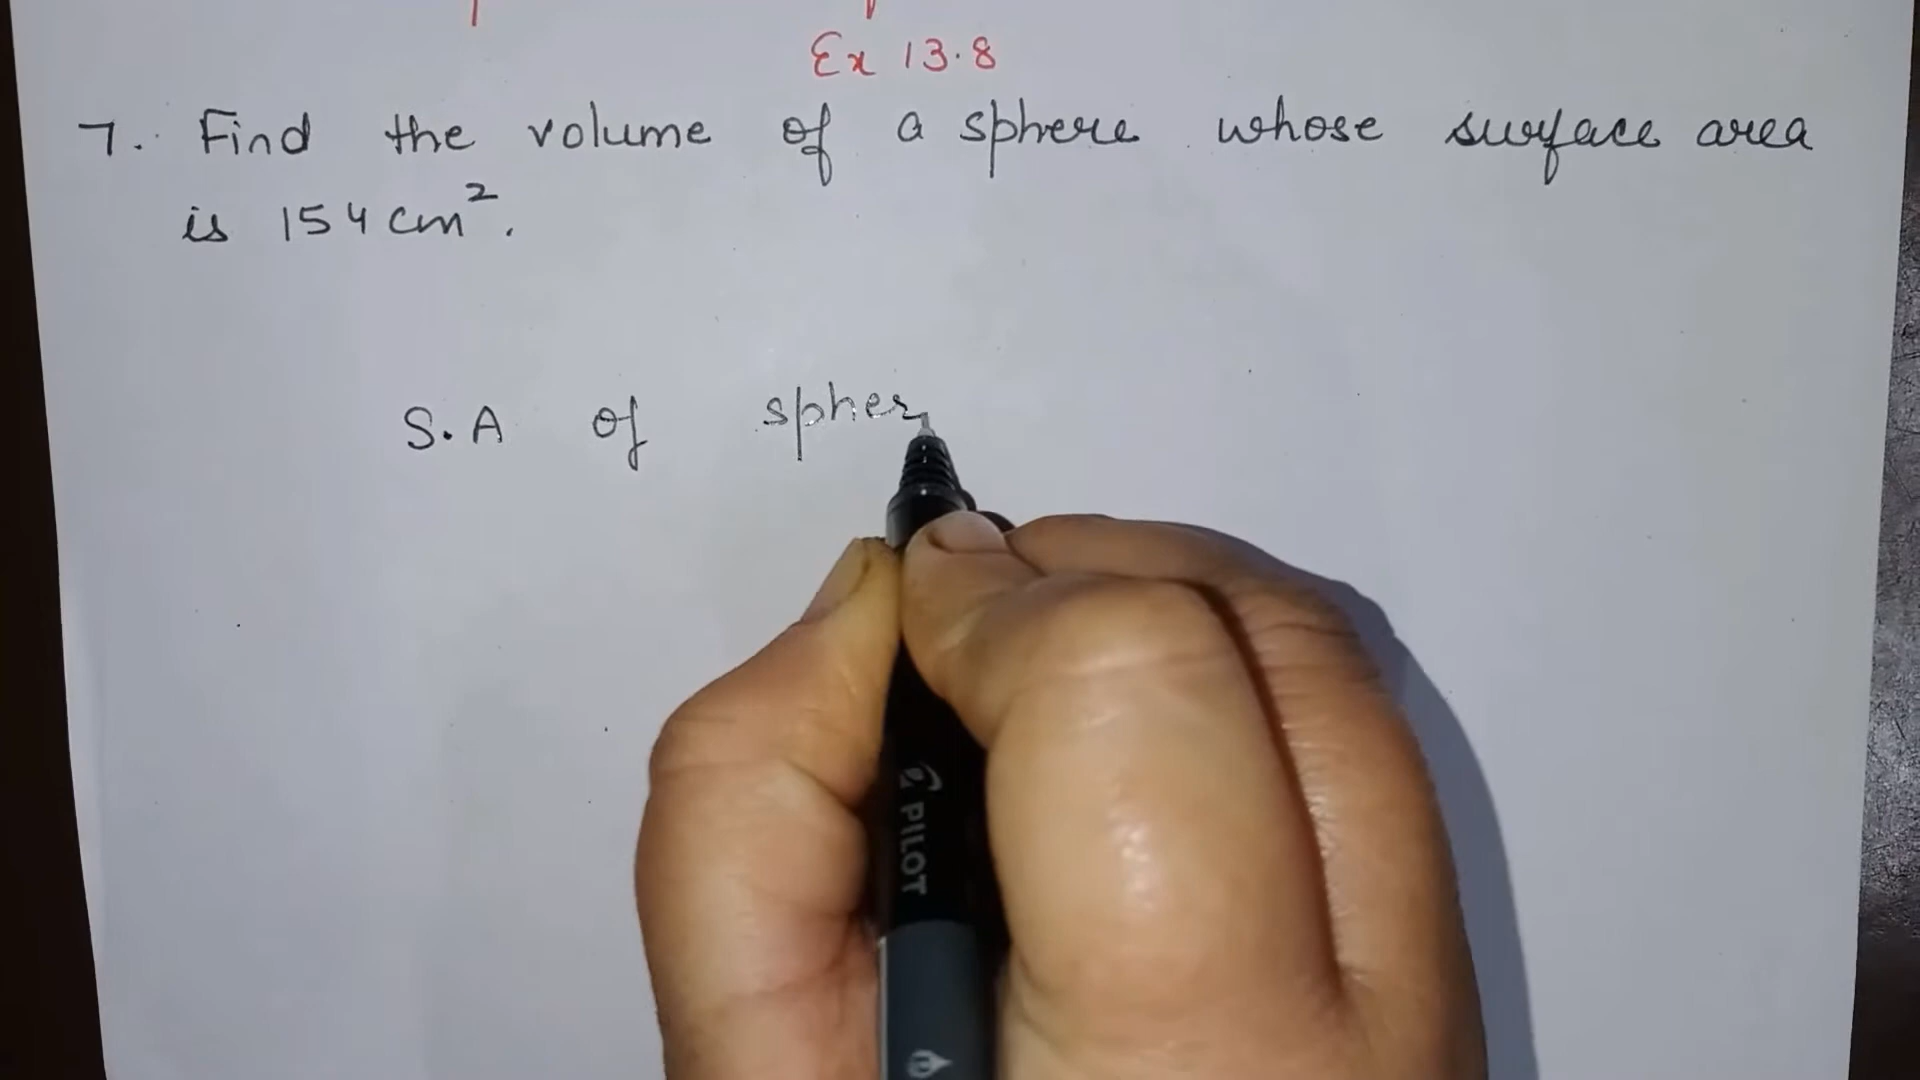 Ex 13.8
7. Find the volume of a sphere whose surface area
is 154 cm².
S.A of spher
PILOT